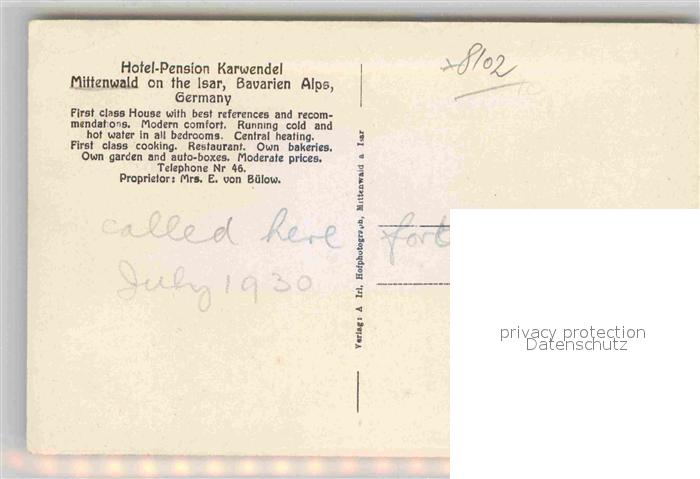 Hotel-Pension Karwendel
Mittenwald on the Isar, Bavarien Alps,
Germany
First class House with best references and recom-
mendations. Modern comfort. Running cold and
hot water in all bedrooms. Central heating.
First class cooking. Restaurant. Own bakeries.
Own garden and auto-boxes. Moderate prices.
Telephone Nr 46.
Proprietor: Mrs. E. von Bülow.
8102
Verlag: A Irl, Hofphotograph, Mittenwald a Isar
called here
July 1930
privacy protection
Datenschutz